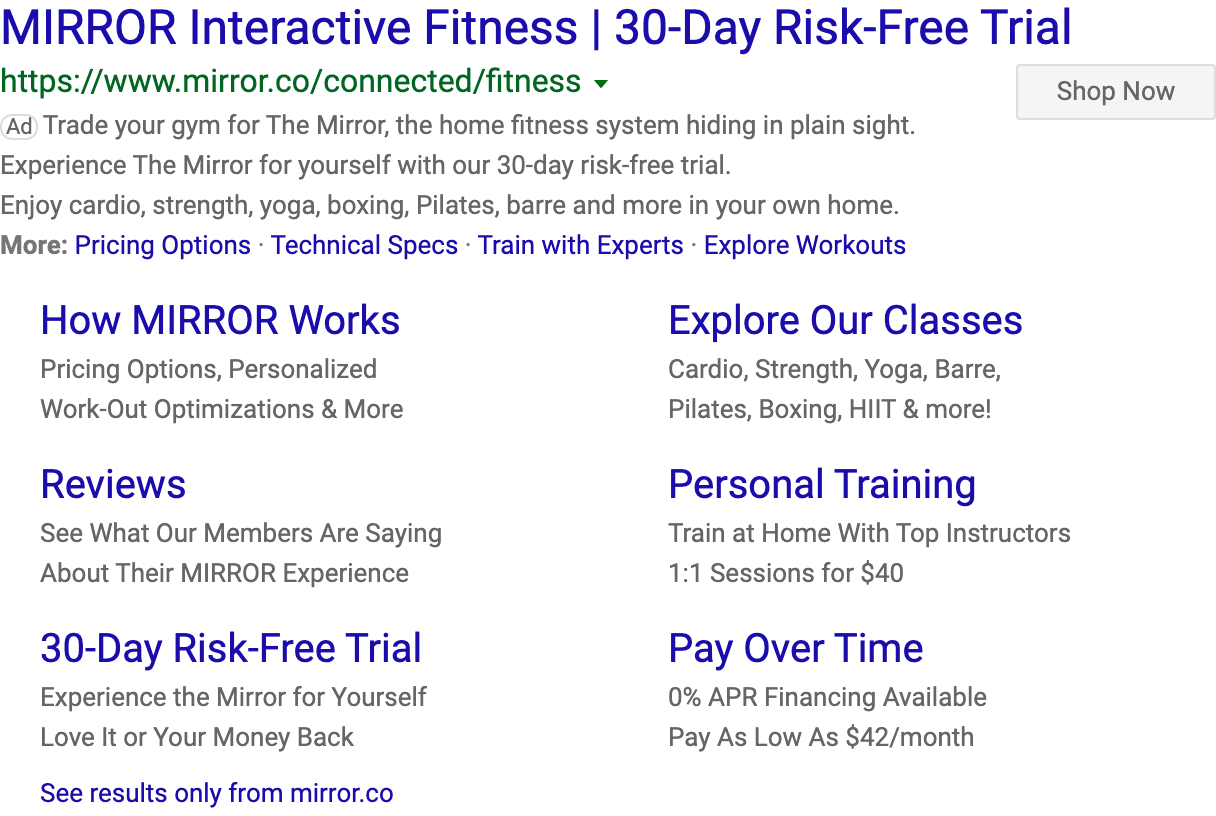 MIRROR Interactive Fitness | 30-Day Risk-Free Trial
https://www.mirror.co/connected/fitness
Shop Now
Ad Trade your gym for The Mirror, the home fitness system hiding in plain sight.
Experience The Mirror for yourself with our 30-day risk-free trial.
Enjoy cardio, strength, yoga, boxing, Pilates, barre and more in your own home.
More: Pricing Options · Technical Specs · Train with Experts · Explore Workouts
How MIRROR Works
Pricing Options, Personalized
Work-Out Optimizations & More
Explore Our Classes
Cardio, Strength, Yoga, Barre,
Pilates, Boxing, HIIT & more!
Reviews
See What Our Members Are Saying
About Their MIRROR Experience
Personal Training
Train at Home With Top Instructors
1:1 Sessions for $40
30-Day Risk-Free Trial
Experience the Mirror for Yourself
Love It or Your Money Back
Pay Over Time
0% APR Financing Available
Pay As Low As $42/month
See results only from mirror.co